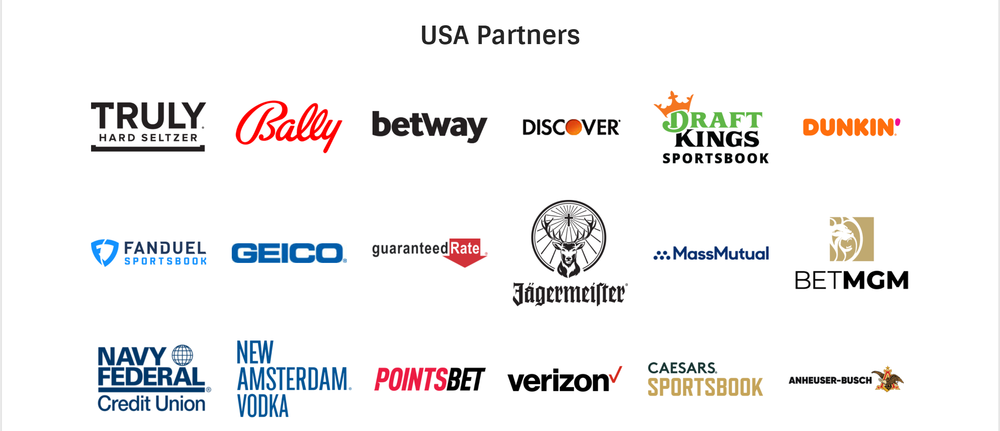 USA Partners
TRULY
HARD SELTZER
Bally
betway
DISCOVER
DRAFT
KINGS
SPORTSBOOK
DUNKIN'
FANDUEL
SPORTSBOOK
GEICO
guaranteedRate
Jägermeiſter
MassMutual
BETMGM
NAVY
FEDERAL
Credit Union
NEW
AMSTERDAM
VODKA
POINTSBET
verizon
CAESARS
SPORTSBOOK
ANHEUSER-BUSCH